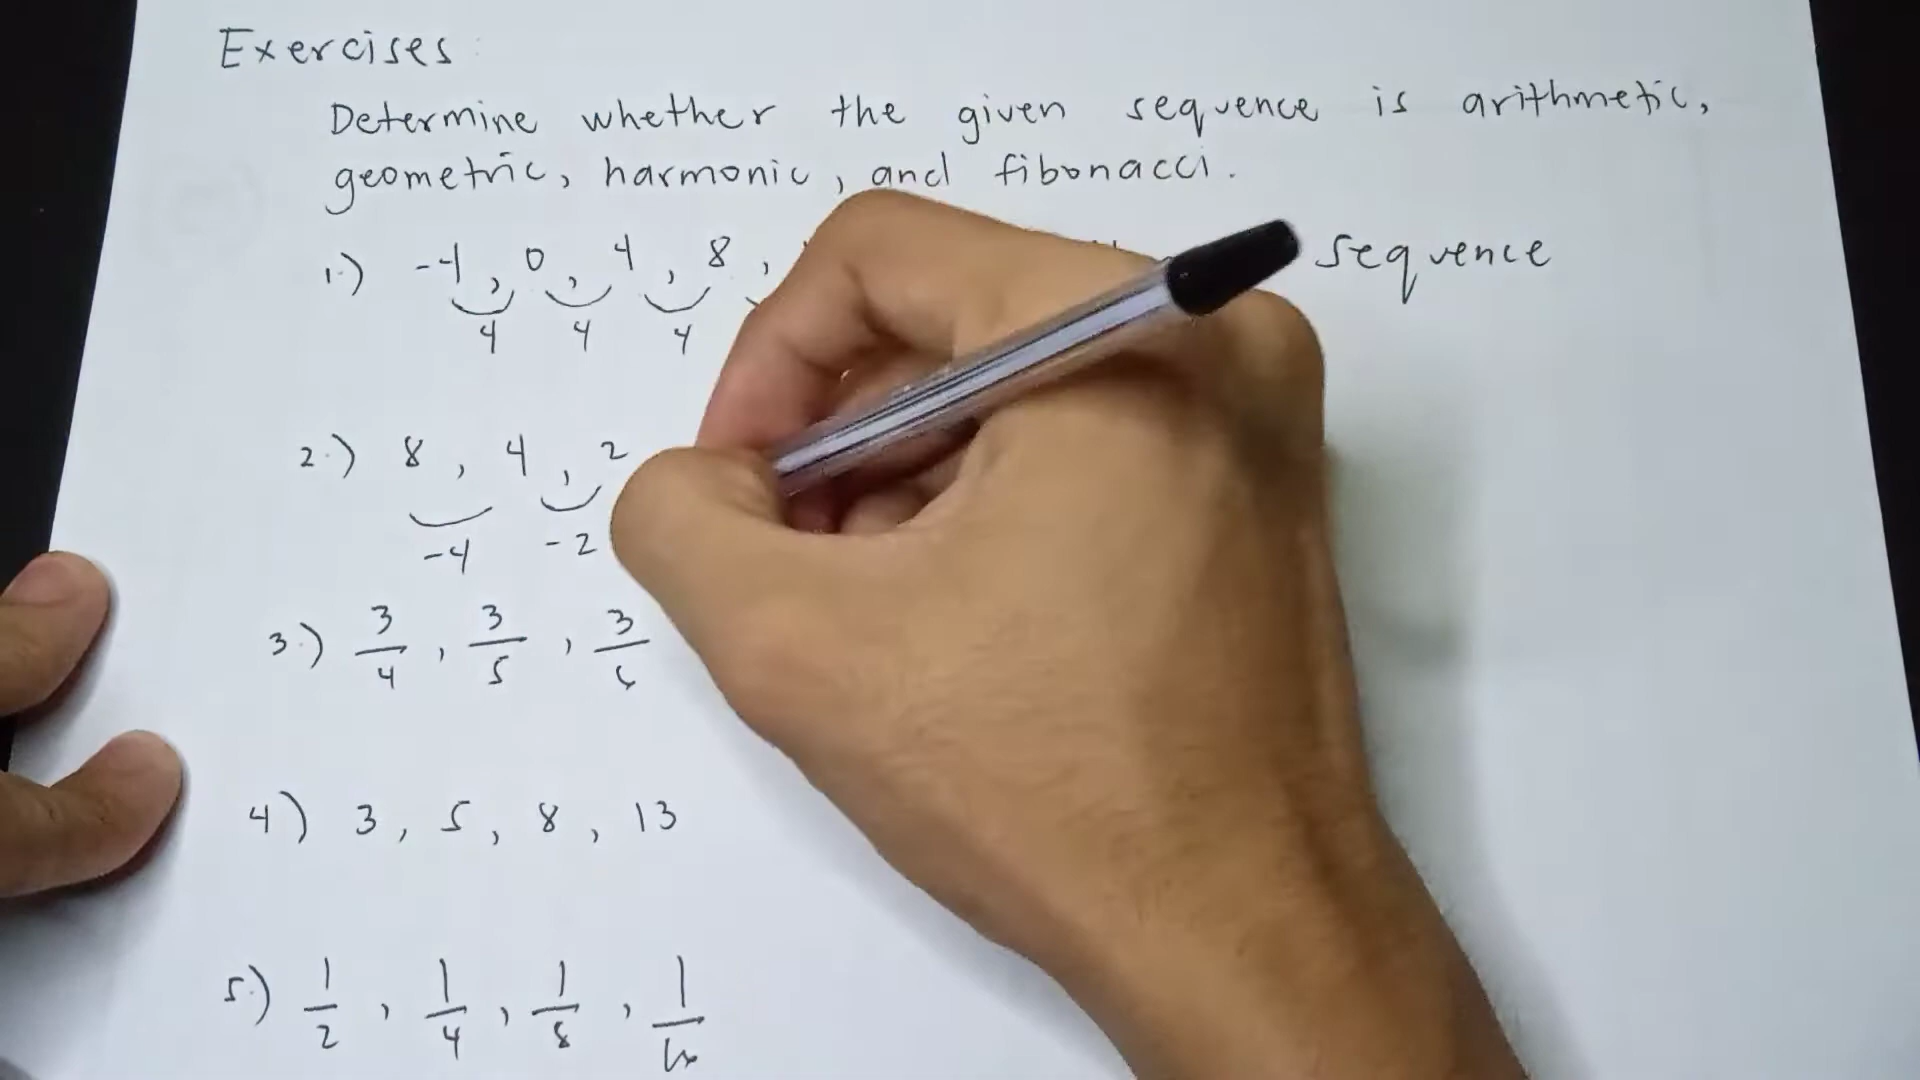 Exercises:
Determine whether the given sequence is arithmetic,
geometric, harmonic, and fibonacci.
1.) -4, 0, 4, 8, sequence
4 4 4
2.) 8, 4, 2
-4 -2
3.) 3/4, 3/5, 3/6
4) 3, 5, 8, 13
5.) 1/2, 1/4, 1/8, 1/16